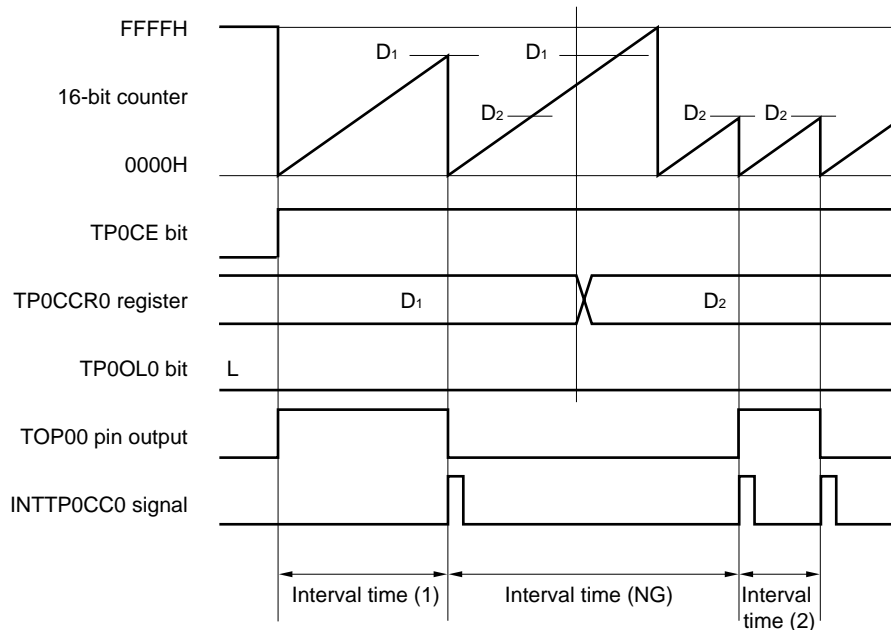 FFFFH
D1
D1
16-bit counter
D2
D2
D2
0000H
TP0CE bit
TP0CCR0 register
D1
D2
TP0OL0 bit
L
TOP00 pin output
INTTP0CC0 signal
Interval time (1)
Interval time (NG)
Interval
time (2)